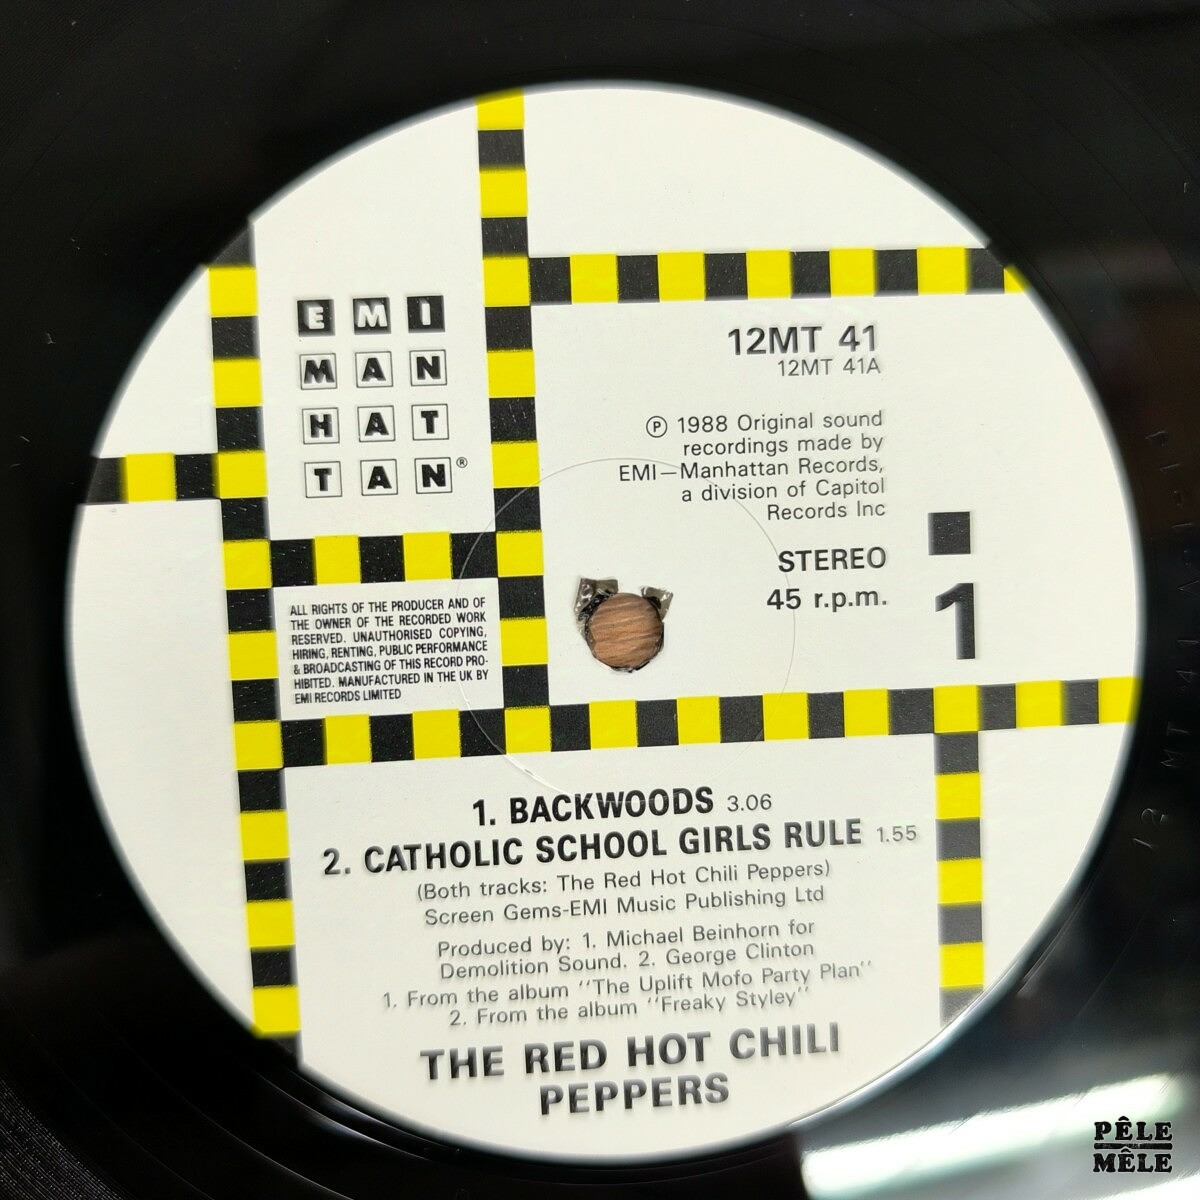 EMI
MAN
HAT
TAN®
12MT 41
12MT 41A
Ⓟ 1988 Original sound
recordings made by
EMI—Manhattan Records,
a division of Capitol
Records Inc
STEREO
45 r.p.m.
1
ALL RIGHTS OF THE PRODUCER AND OF
THE OWNER OF THE RECORDED WORK
RESERVED. UNAUTHORISED COPYING,
HIRING, RENTING, PUBLIC PERFORMANCE
& BROADCASTING OF THIS RECORD PRO-
HIBITED. MANUFACTURED IN THE UK BY
EMI RECORDS LIMITED
1. BACKWOODS 3.06
2. CATHOLIC SCHOOL GIRLS RULE 1.55
(Both tracks: The Red Hot Chili Peppers)
Screen Gems-EMI Music Publishing Ltd
Produced by: 1. Michael Beinhorn for
Demolition Sound. 2. George Clinton
1. From the album ''The Uplift Mofo Party Plan''
2. From the album ''Freaky Styley''
THE RED HOT CHILI
PEPPERS
PÊLE
MÊLE